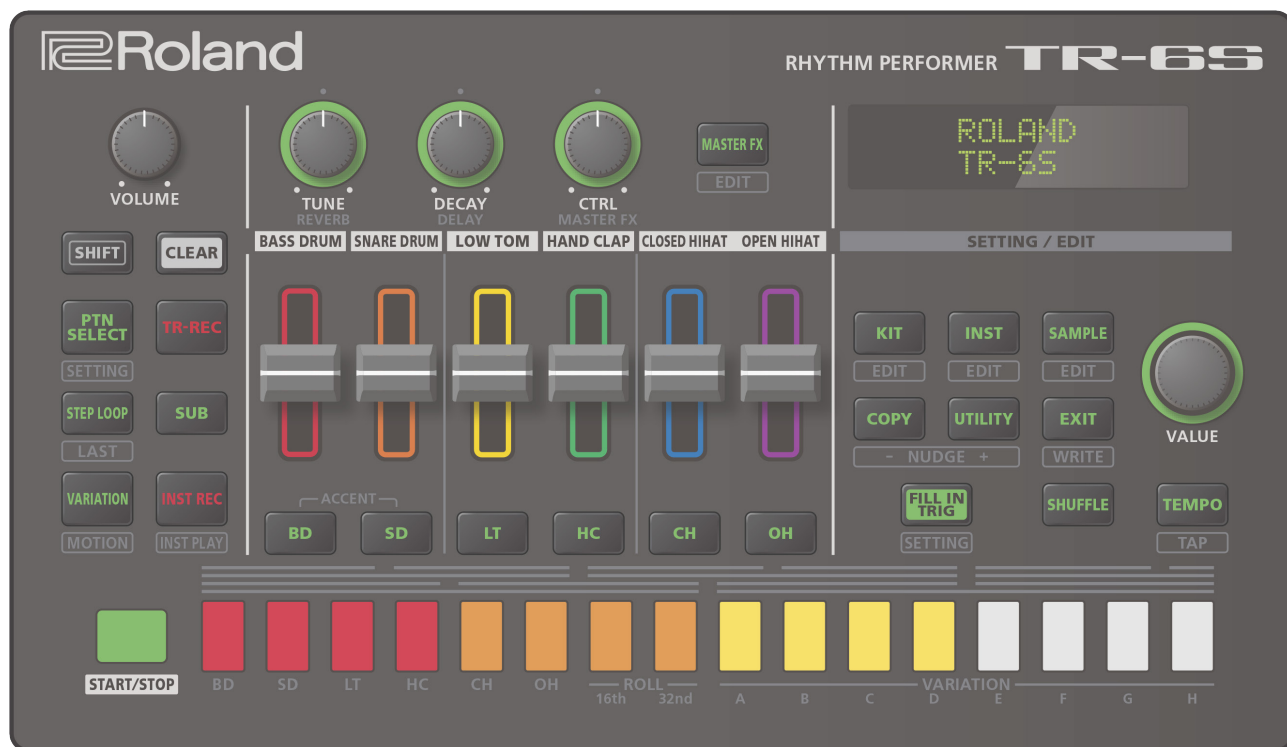 Roland
RHYTHM PERFORMER TR-6S
VOLUME
TUNE
REVERB
DECAY
DELAY
CTRL
MASTER FX
MASTER FX
EDIT
ROLAND
TR-6S
SHIFT
CLEAR
PTN
SELECT
SETTING
TR-REC
STEP LOOP
LAST
SUB
VARIATION
MOTION
INST REC
INST PLAY
BASS DRUM
SNARE DRUM
LOW TOM
HAND CLAP
CLOSED HIHAT
OPEN HIHAT
ACCENT
BD
SD
LT
HC
CH
OH
SETTING / EDIT
KIT
EDIT
INST
EDIT
SAMPLE
EDIT
COPY
UTILITY
- NUDGE +
EXIT
WRITE
VALUE
FILL IN
TRIG
SETTING
SHUFFLE
TEMPO
TAP
START/STOP
BD
SD
LT
HC
CH
OH
ROLL
16th
32nd
VARIATION
A
B
C
D
E
F
G
H